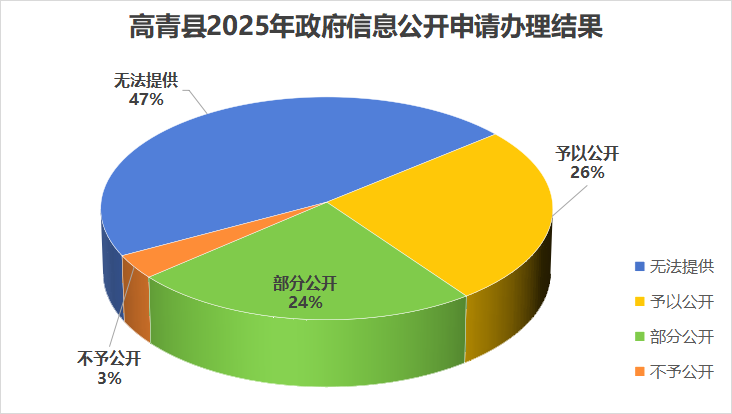 高青县2025年政府信息公开申请办理结果
无法提供
47%
予以公开
26%
部分公开
24%
不予公开
3%
无法提供
予以公开
部分公开
不予公开